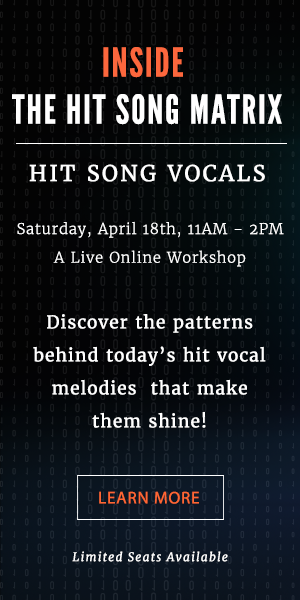 INSIDE
THE HIT SONG MATRIX
HIT SONG VOCALS
Saturday, April 18th, 11AM – 2PM
A Live Online Workshop
Discover the patterns
behind today’s hit vocal
melodies  that make
them shine!
LEARN MORE
Limited Seats Available